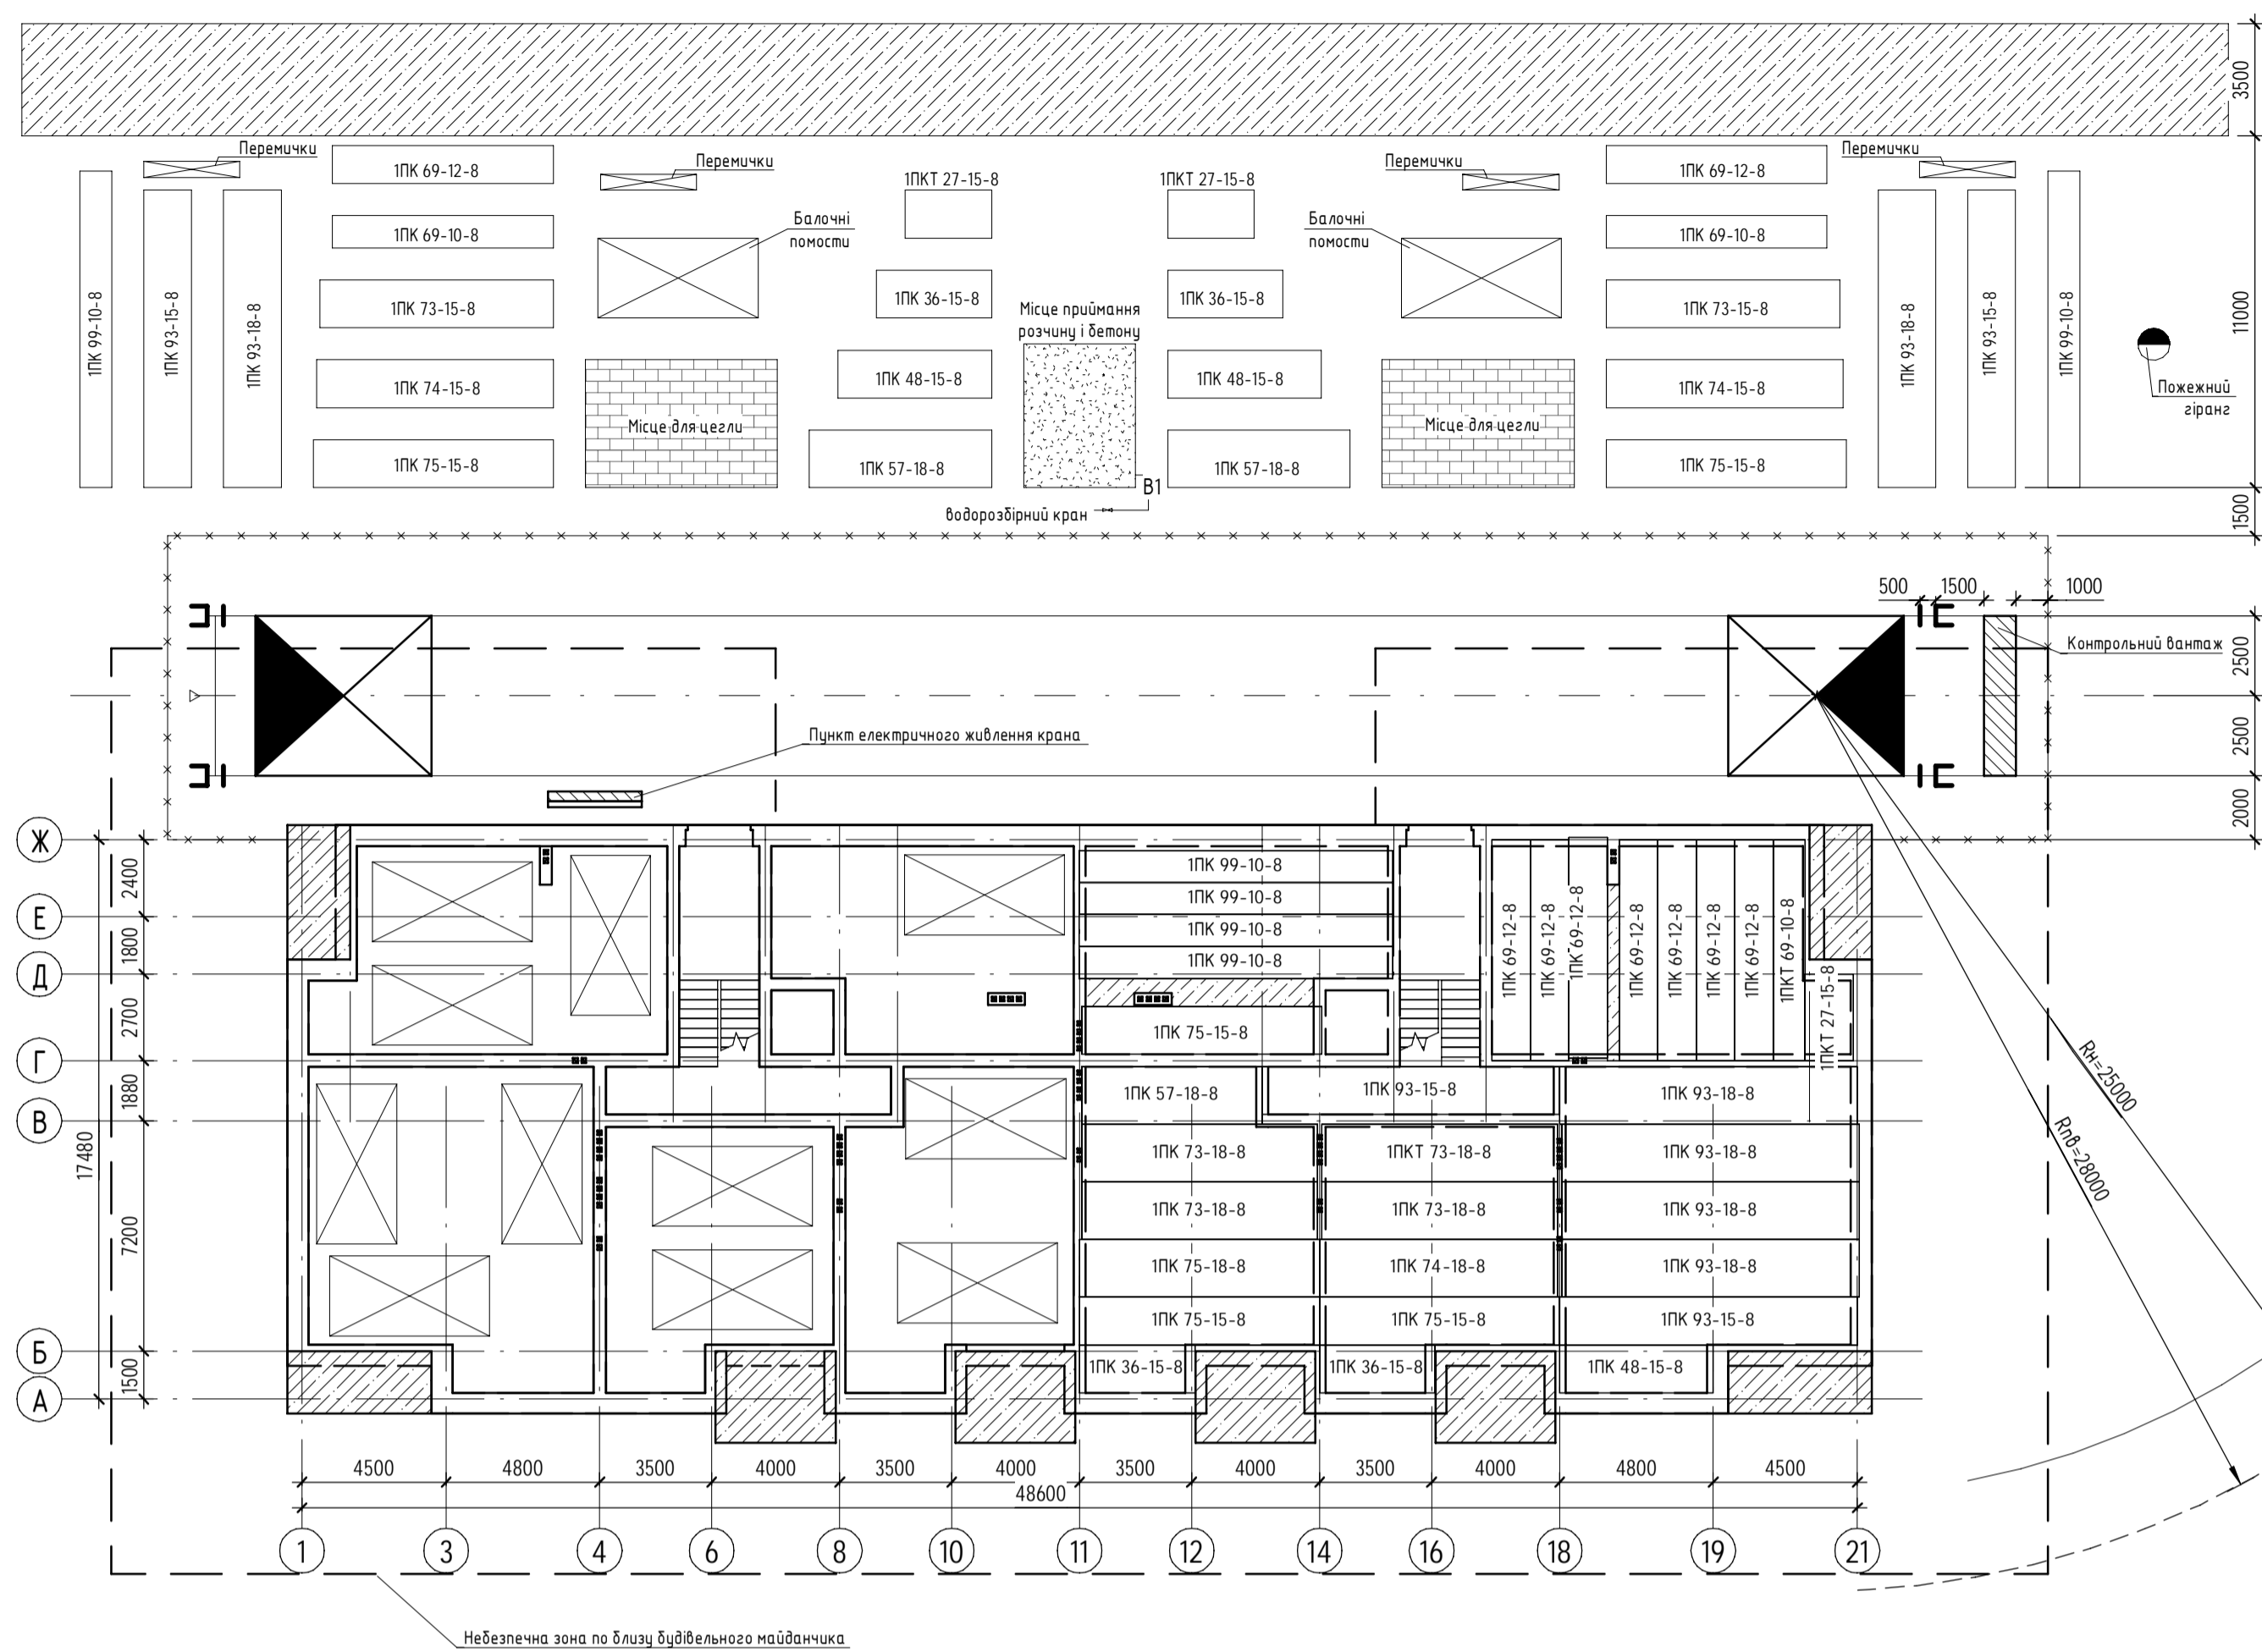 3500
Перемички
1ПК 69-12-8
Перемички
1ПКТ 27-15-8
1ПКТ 27-15-8
Перемички
1ПК 69-12-8
Перемички
1ПК 69-10-8
Балочні
помости
Балочні
помости
1ПК 69-10-8
1ПК 99-10-8
1ПК 93-15-8
1ПК 93-18-8
1ПК 73-15-8
1ПК 36-15-8
Місце приймання
розчину і бетону
1ПК 36-15-8
1ПК 73-15-8
1ПК 93-18-8
1ПК 93-15-8
1ПК 99-10-8
11000
1ПК 74-15-8
1ПК 48-15-8
1ПК 48-15-8
1ПК 74-15-8
Пожежний
гіранг
Місце для цегли
Місце для цегли
1ПК 75-15-8
1ПК 57-18-8
1ПК 57-18-8
1ПК 75-15-8
В1
водорозбірний кран
1500
500
1500
1000
Контрольний вантаж
2500
2500
2000
Пункт електричного живлення крана
Ж
Е
Д
Г
В
Б
А
2400
1800
2700
1880
7200
1500
17480
1ПК 99-10-8
1ПК 99-10-8
1ПК 99-10-8
1ПК 99-10-8
1ПК 75-15-8
1ПК 69-12-8
1ПК 69-12-8
1ПК 69-12-8
1ПК 69-12-8
1ПК 69-12-8
1ПК 69-12-8
1ПК 69-12-8
1ПКТ 69-10-8
1ПКТ 27-15-8
1ПК 57-18-8
1ПК 93-15-8
1ПК 93-18-8
1ПК 73-18-8
1ПКТ 73-18-8
1ПК 93-18-8
1ПК 73-18-8
1ПК 73-18-8
1ПК 93-18-8
1ПК 75-18-8
1ПК 74-18-8
1ПК 93-18-8
1ПК 75-15-8
1ПК 75-15-8
1ПК 93-15-8
1ПК 36-15-8
1ПК 36-15-8
1ПК 48-15-8
Rн=25000
Rпв=28000
4500
4800
3500
4000
3500
4000
3500
4000
3500
4000
4800
4500
48600
1
3
4
6
8
10
11
12
14
16
18
19
21
Небезпечна зона по близу будівельного майданчика